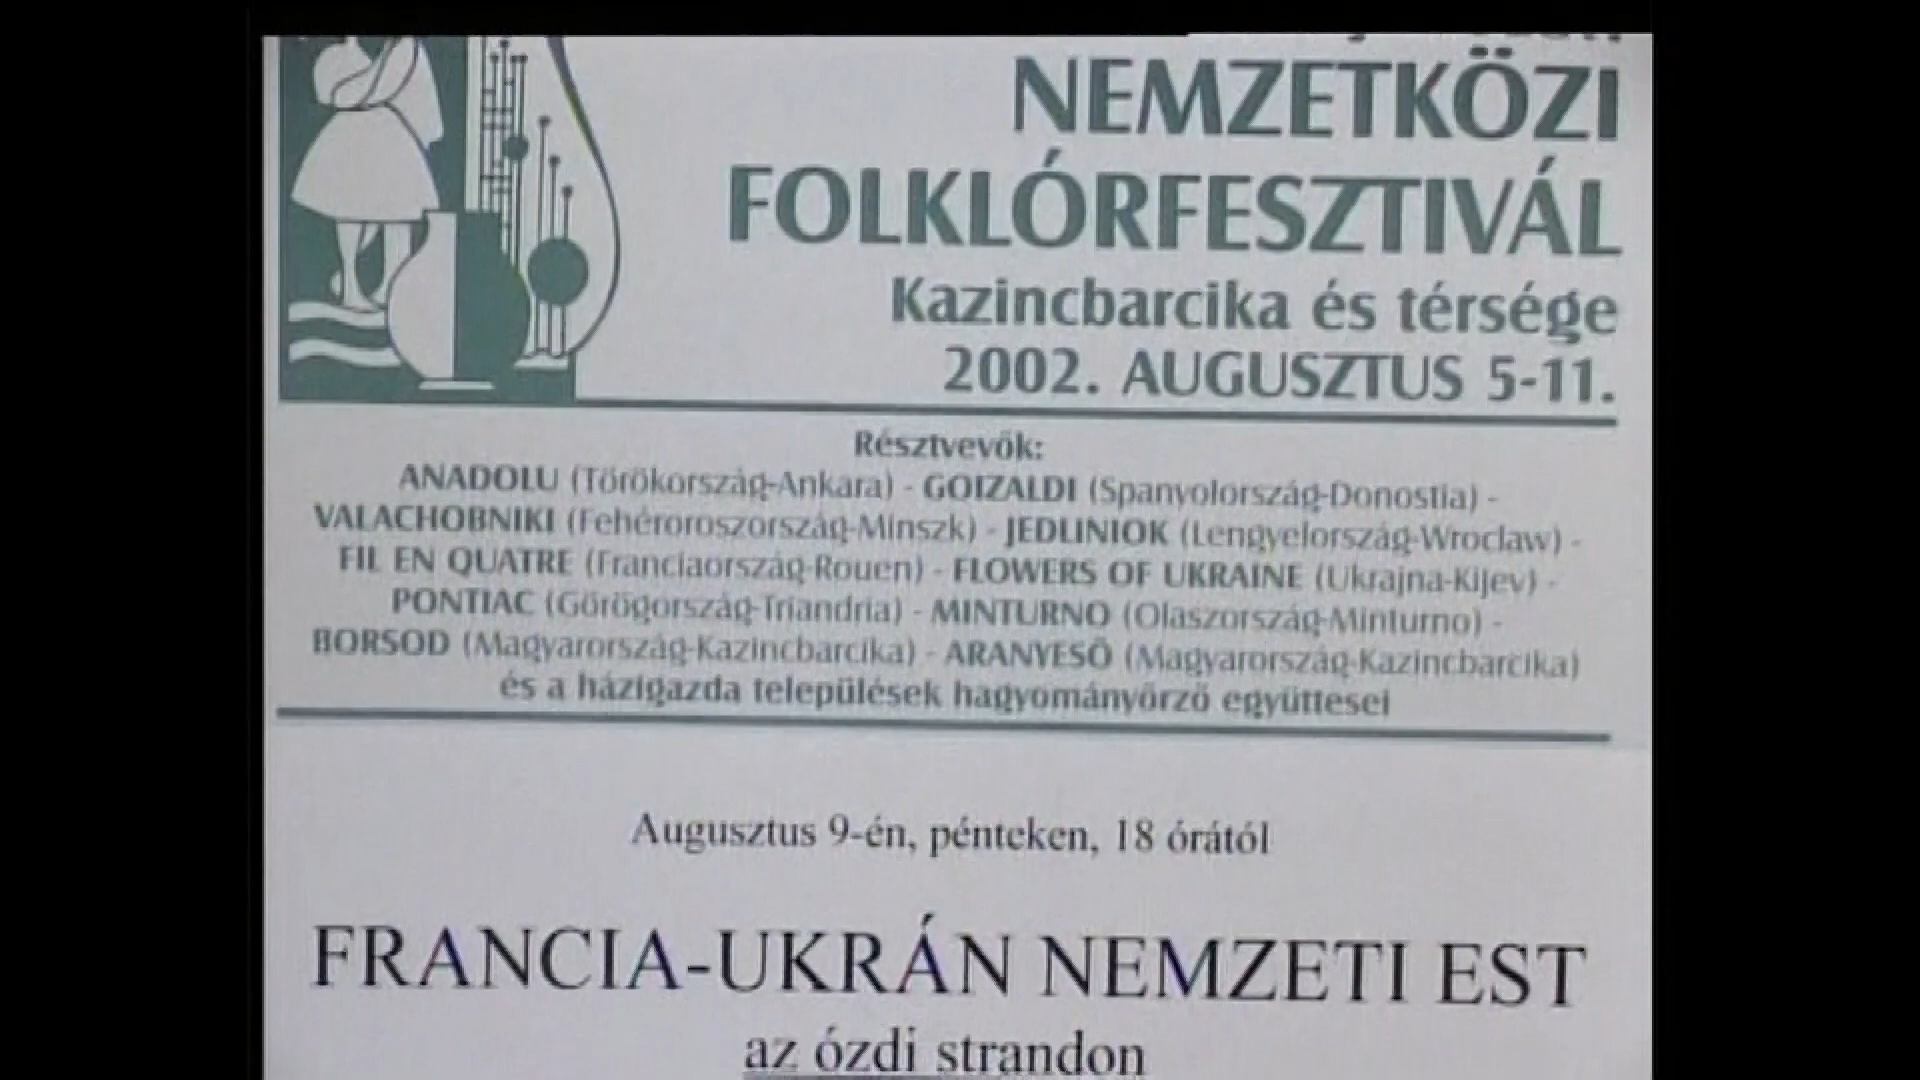 NEMZETKÖZI
FOLKLÓRFESZTIVÁL
Kazincbarcika és térsége
2002. AUGUSZTUS 5-11.
Résztvevők:
ANADOLU (Törökország-Ankara) - GOIZALDI (Spanyolország-Donostia) -
VALACHOBNIKI (Fehéroroszország-Minszk) - JEDLINIOK (Lengyelország-Wroclaw) -
FIL EN QUATRE (Franciaország-Rouen) - FLOWERS OF UKRAINE (Ukrajna-Kijev) -
PONTIAC (Görögország-Triandria) - MINTURNO (Olaszország-Minturno) -
BORSOD (Magyarország-Kazincbarcika) - ARANYESŐ (Magyarország-Kazincbarcika)
és a házigazda települések hagyományőrző együttesei
Augusztus 9-én, pénteken, 18 órától
FRANCIA-UKRÁN NEMZETI EST
az ózdi strandon